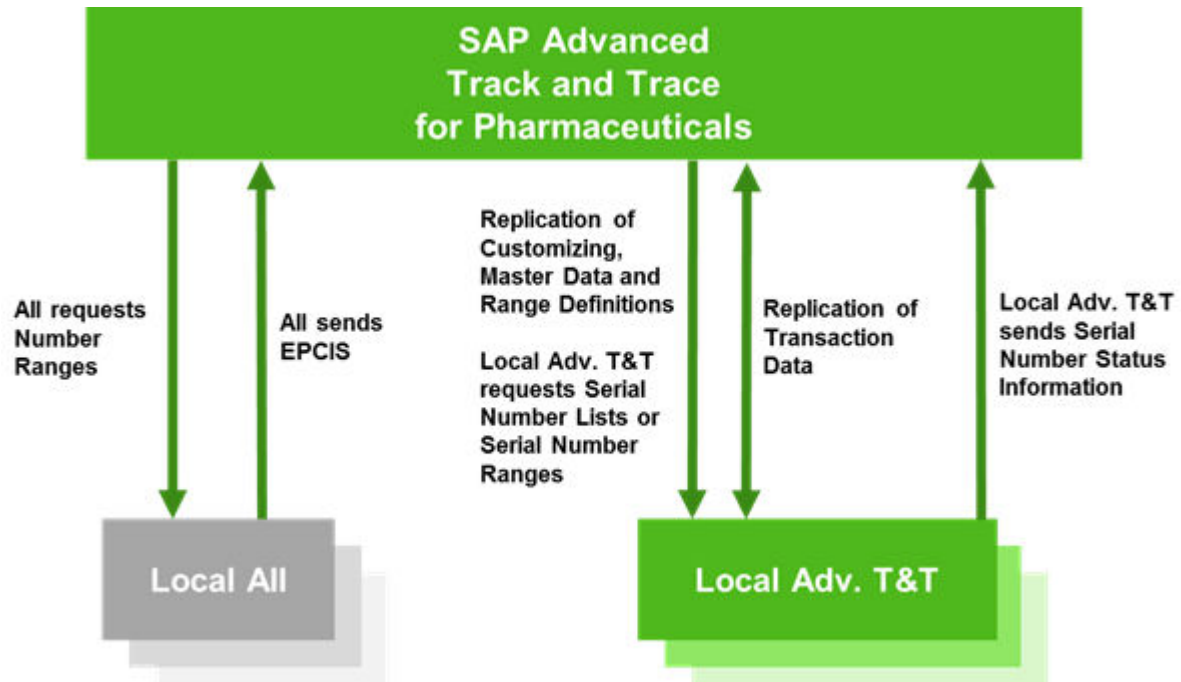 SAP Advanced
Track and Trace
for Pharmaceuticals
All requests
Number
Ranges
All sends
EPCIS
Replication of
Customizing,
Master Data and
Range Definitions
Local Adv. T&T
requests Serial
Number Lists or
Serial Number
Ranges
Replication of
Transaction
Data
Local Adv. T&T
sends Serial
Number Status
Information
Local All
Local Adv. T&T